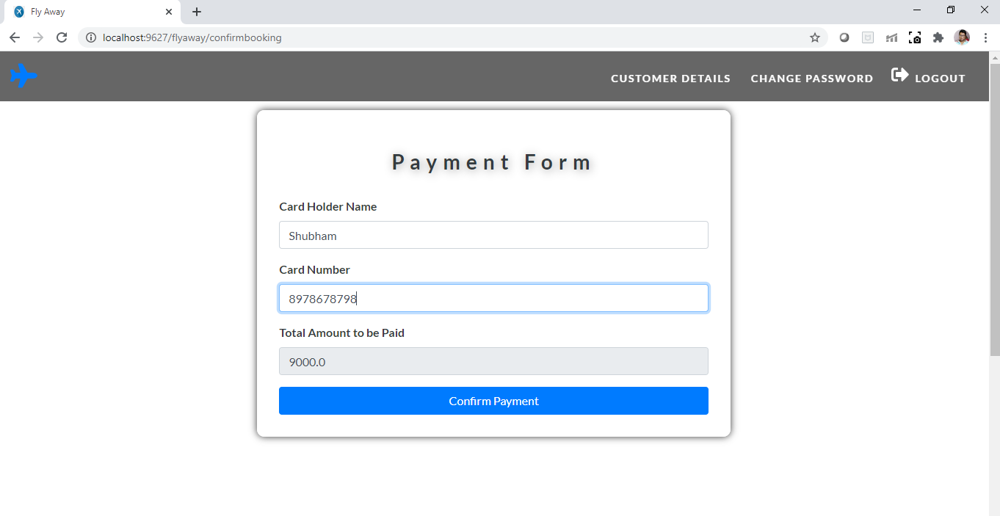 Fly Away
localhost:9627/flyaway/confirmbooking
CUSTOMER DETAILS CHANGE PASSWORD LOGOUT
Payment Form
Card Holder Name
Shubham
Card Number
8978678798
Total Amount to be Paid
9000.0
Confirm Payment